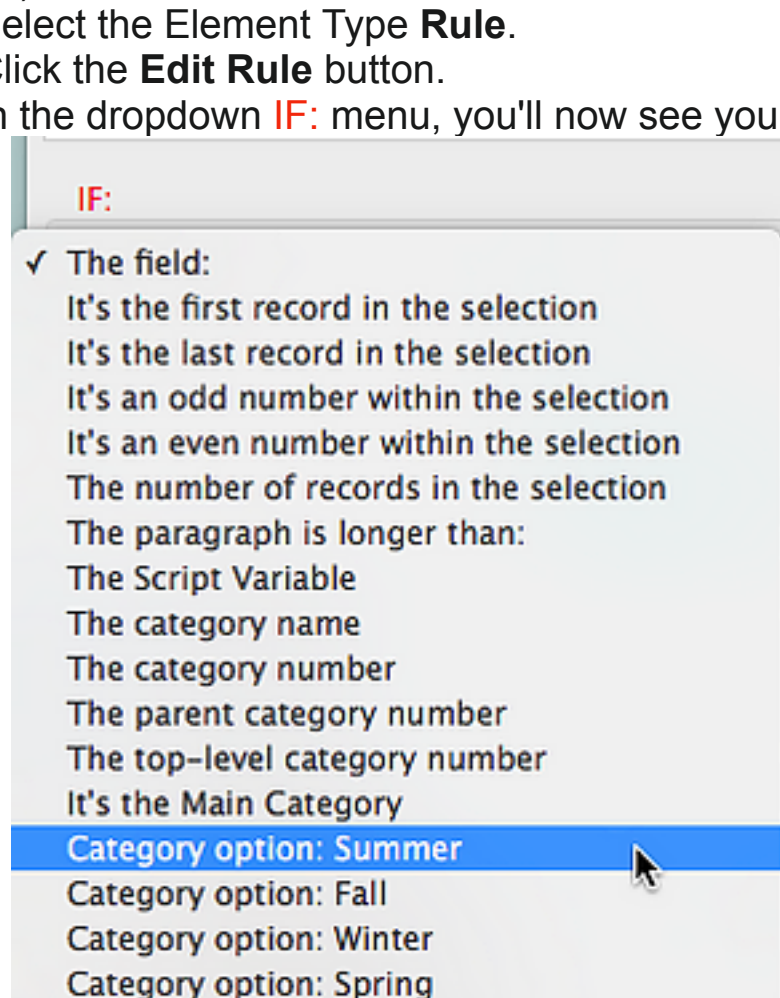 elect the Element Type Rule.
Click the Edit Rule button.
n the dropdown IF: menu, you'll now see you
IF:
✓ The field:
It's the first record in the selection
It's the last record in the selection
It's an odd number within the selection
It's an even number within the selection
The number of records in the selection
The paragraph is longer than:
The Script Variable
The category name
The category number
The parent category number
The top-level category number
It's the Main Category
Category option: Summer
Category option: Fall
Category option: Winter
Category option: Spring